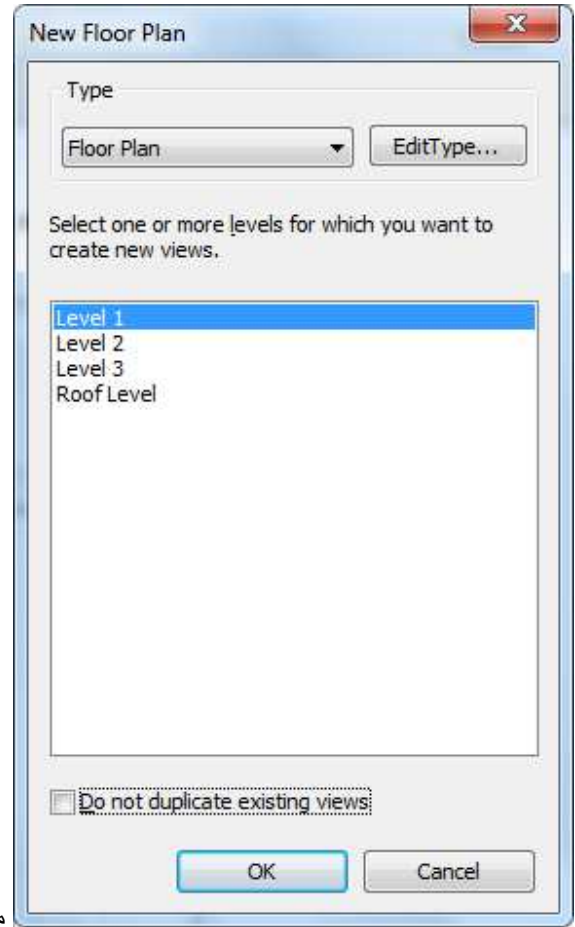 New Floor Plan
Type
Floor Plan
EditType...
Select one or more levels for which you want to
create new views.
Level 1
Level 2
Level 3
Roof Level
Do not duplicate existing views
OK
Cancel